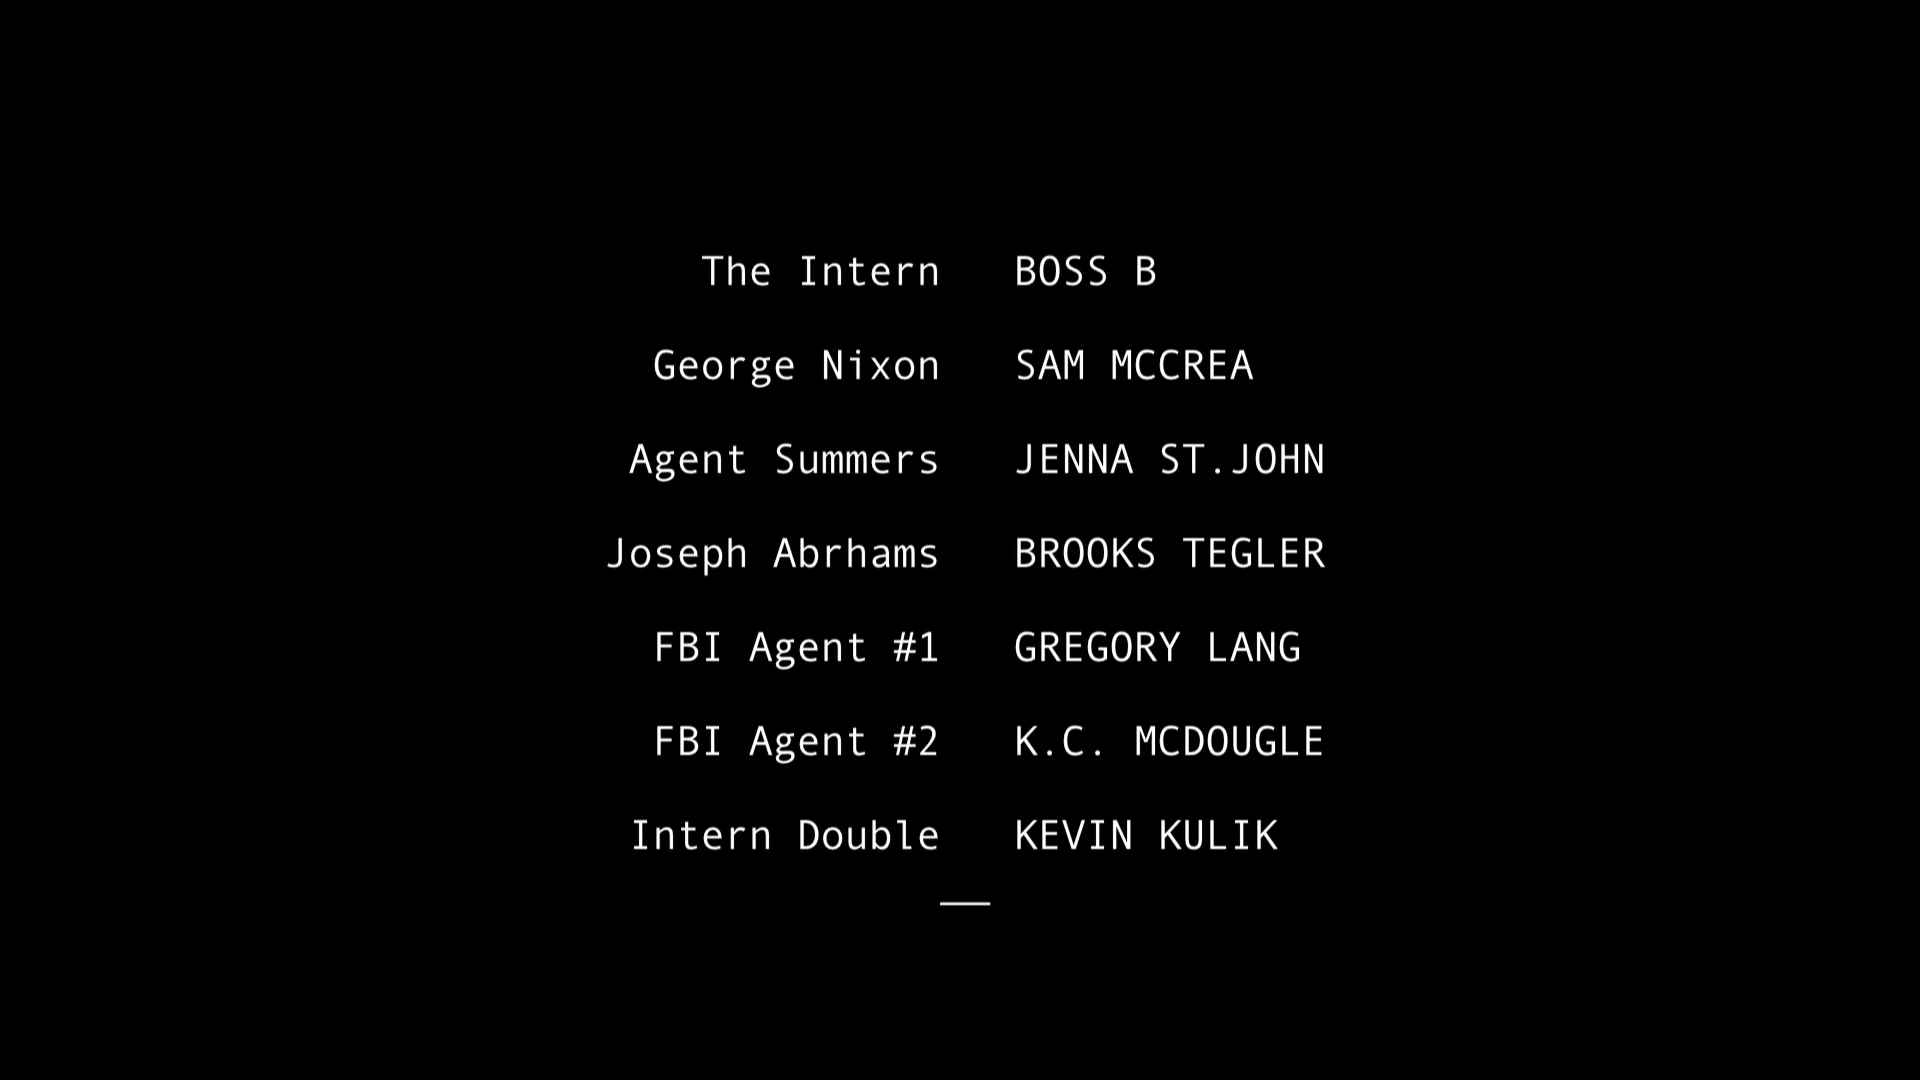 The Intern BOSS B
George Nixon SAM MCCREA
Agent Summers JENNA ST.JOHN
Joseph Abrhams BROOKS TEGLER
FBI Agent #1 GREGORY LANG
FBI Agent #2 K.C. MCDOUGLE
Intern Double KEVIN KULIK